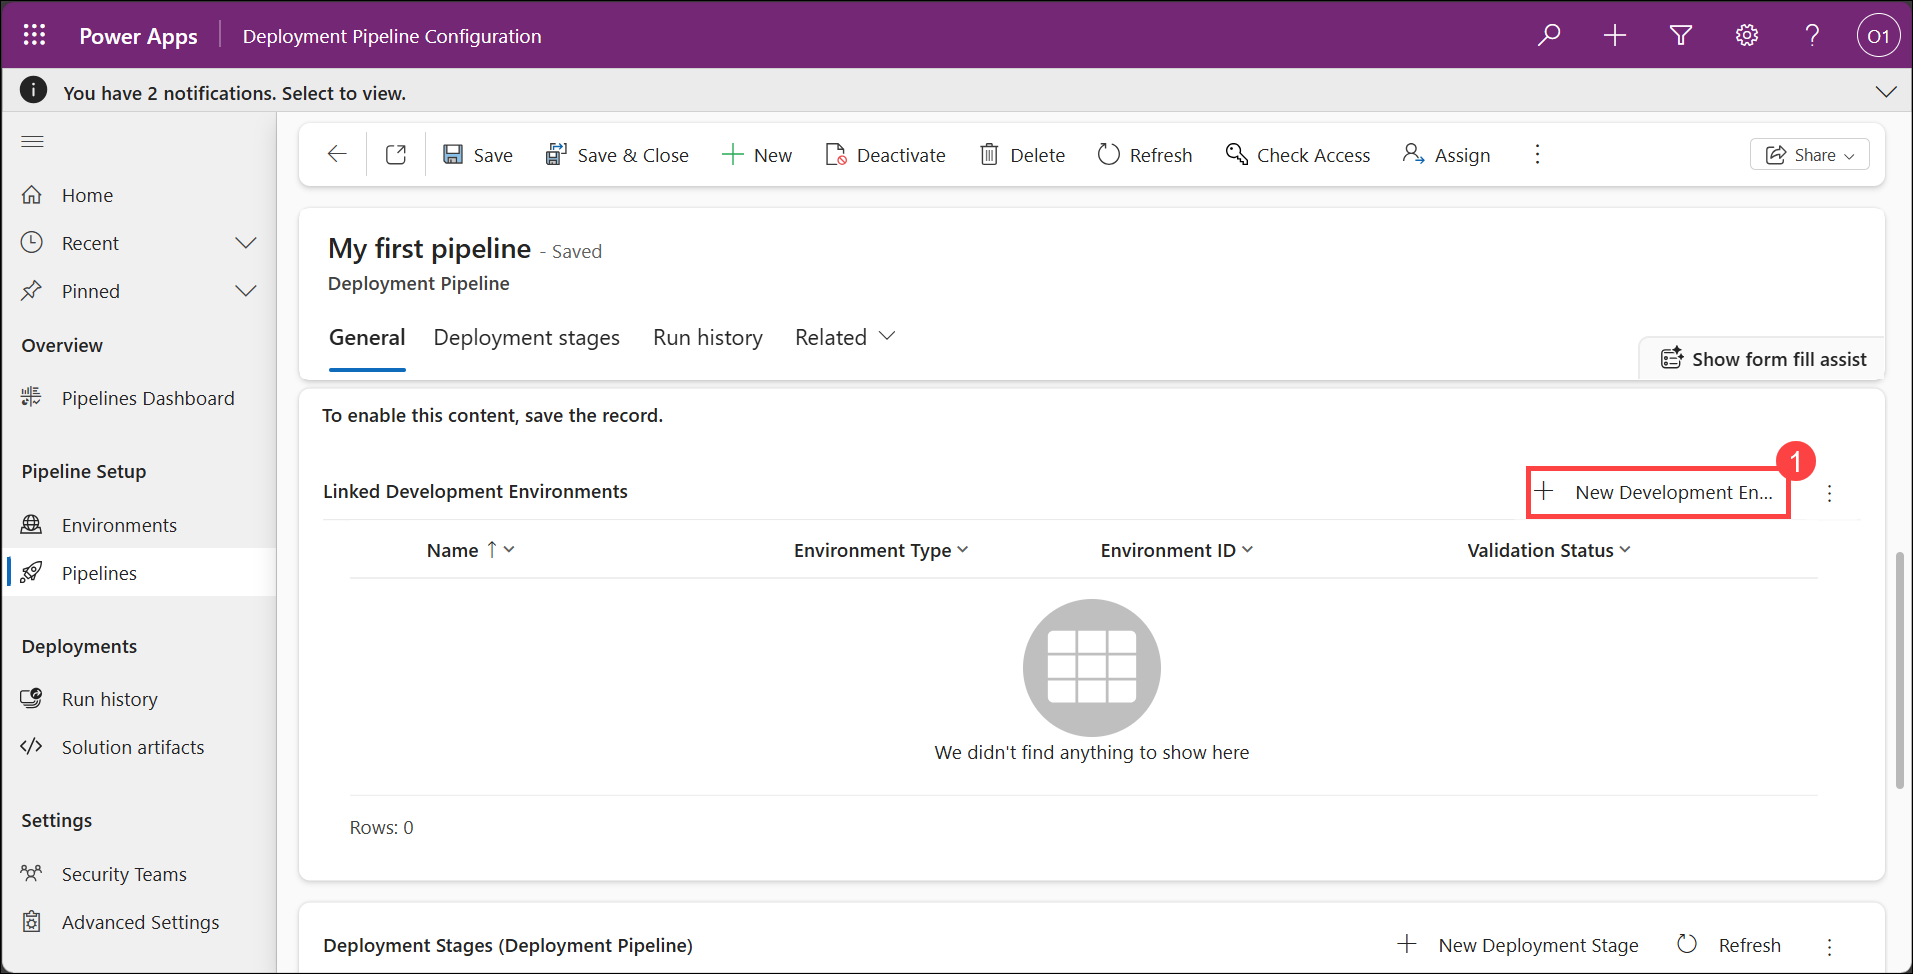 Power Apps
Deployment Pipeline Configuration
O1
You have 2 notifications. Select to view.
Home
Recent
Pinned
Overview
Pipelines Dashboard
Pipeline Setup
Environments
Pipelines
Deployments
Run history
Solution artifacts
Settings
Security Teams
Advanced Settings
Save
Save & Close
New
Deactivate
Delete
Refresh
Check Access
Assign
Share
My first pipeline - Saved
Deployment Pipeline
General
Deployment stages
Run history
Related
Show form fill assist
To enable this content, save the record.
Linked Development Environments
New Development En...
1
Name
Environment Type
Environment ID
Validation Status
We didn't find anything to show here
Rows: 0
Deployment Stages (Deployment Pipeline)
New Deployment Stage
Refresh